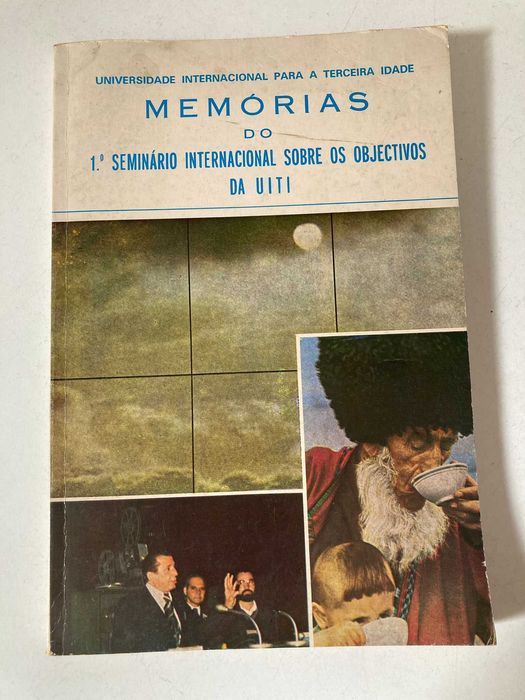 UNIVERSIDADE INTERNACIONAL PARA A TERCEIRA IDADE
MEMÓRIAS
DO
1.º SEMINÁRIO INTERNACIONAL SOBRE OS OBJECTIVOS
DA UITI